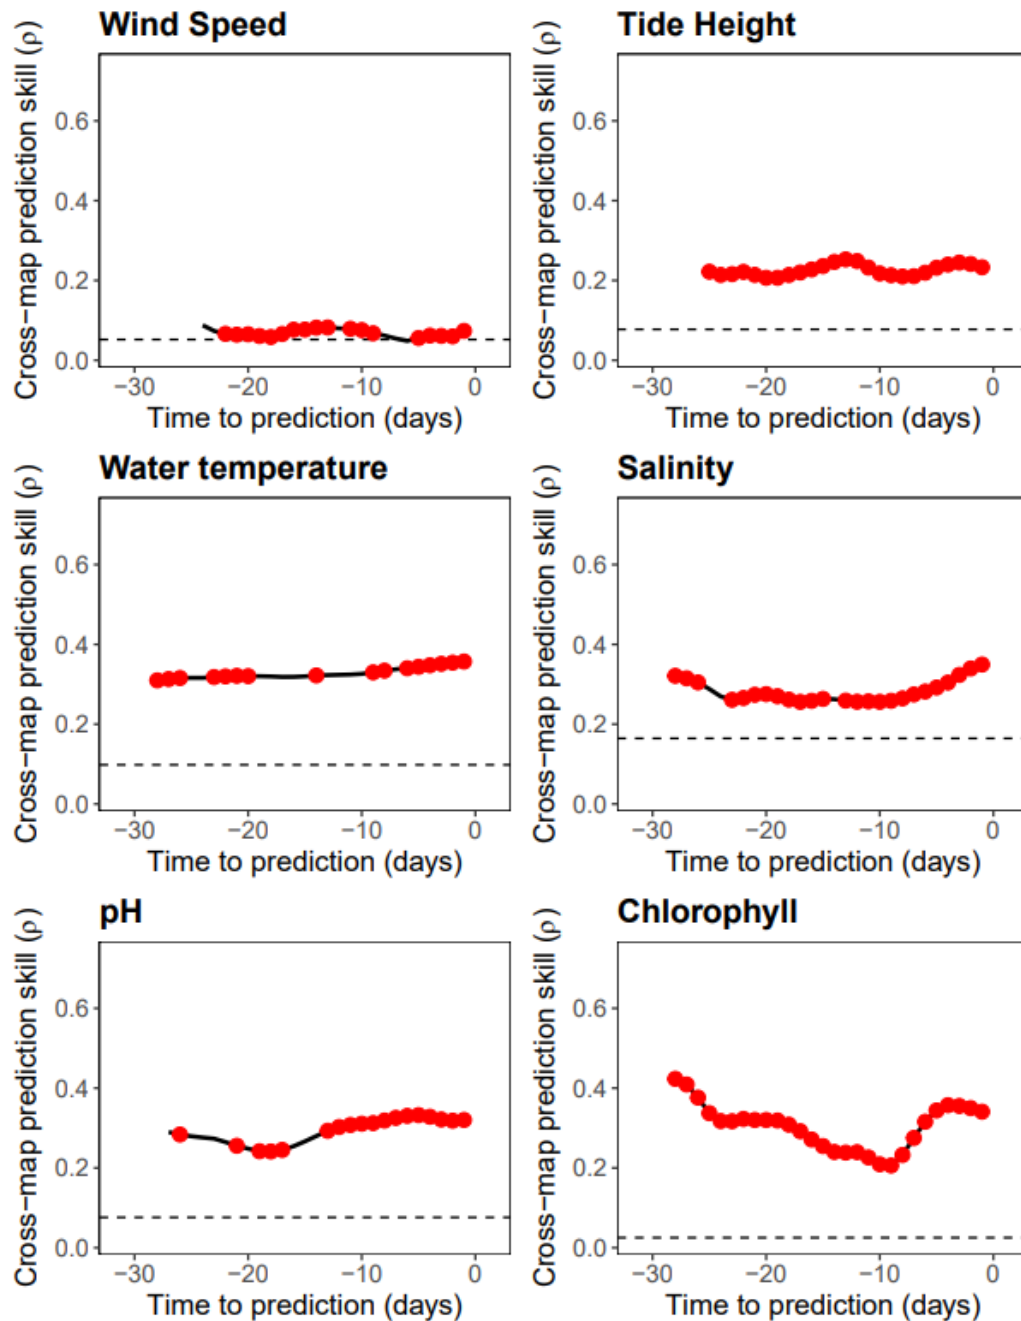 Wind Speed
Cross-map prediction skill (ρ)
0.6
0.4
0.2
0.0
−30 −20 −10 0
Time to prediction (days)
Tide Height
Cross-map prediction skill (ρ)
0.6
0.4
0.2
0.0
−30 −20 −10 0
Time to prediction (days)
Water temperature
Cross-map prediction skill (ρ)
0.6
0.4
0.2
0.0
−30 −20 −10 0
Time to prediction (days)
Salinity
Cross-map prediction skill (ρ)
0.6
0.4
0.2
0.0
−30 −20 −10 0
Time to prediction (days)
pH
Cross-map prediction skill (ρ)
0.6
0.4
0.2
0.0
−30 −20 −10 0
Time to prediction (days)
Chlorophyll
Cross-map prediction skill (ρ)
0.6
0.4
0.2
0.0
−30 −20 −10 0
Time to prediction (days)